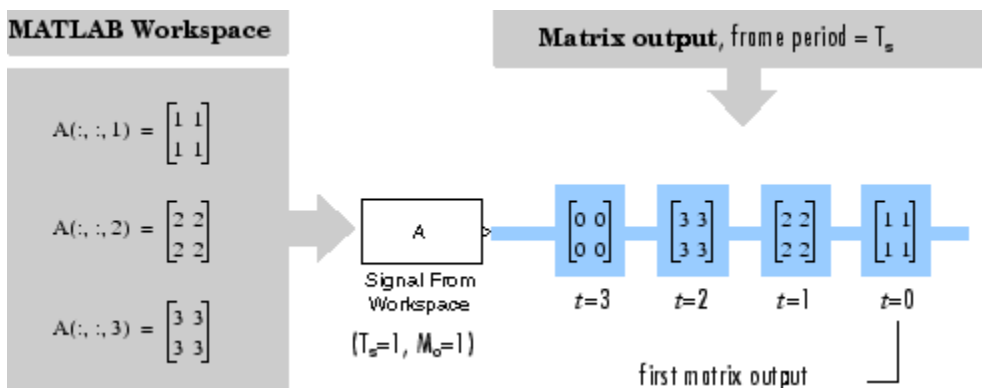 MATLAB Workspace
A(:, :, 1) = [1 1
1 1]
A(:, :, 2) = [2 2
2 2]
A(:, :, 3) = [3 3
3 3]
Matrix output, frame period = Tₛ
A
Signal From
Workspace
(Tₛ=1, Mₒ=1)
[0 0
0 0]
t=3
[3 3
3 3]
t=2
[2 2
2 2]
t=1
[1 1
1 1]
t=0
first matrix output